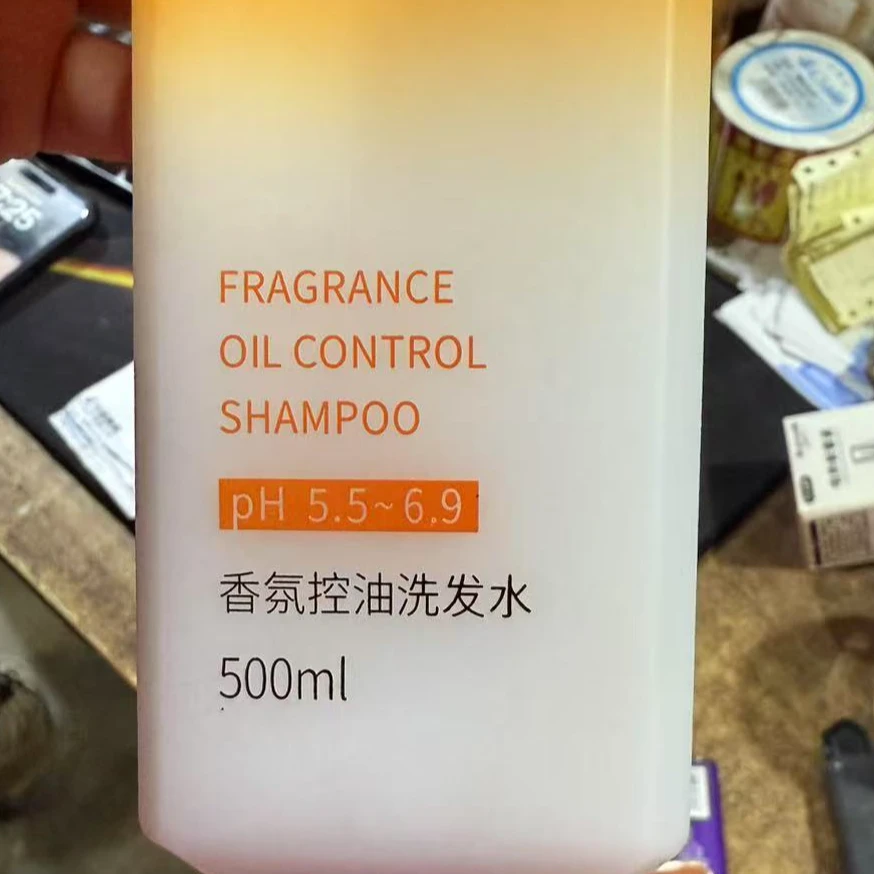 FRAGRANCE
OIL CONTROL
SHAMPOO
pH 5.5~6.9
香氛控油洗发水
500ml